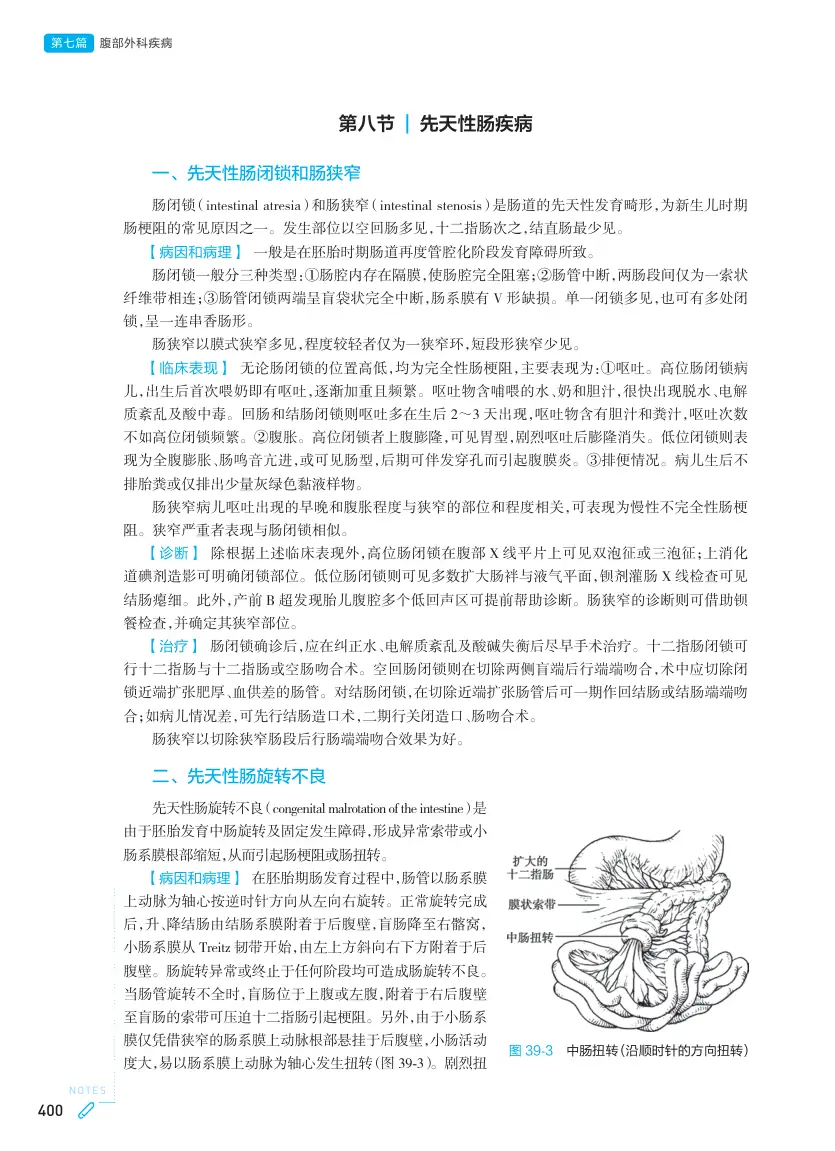 第七篇 腹部外科疾病
第八节 | 先天性肠疾病
一、先天性肠闭锁和肠狭窄
肠闭锁(intestinal atresia)和肠狭窄(intestinal stenosis)是肠道的先天性发育畸形,为新生儿时期
肠梗阻的常见原因之一。发生部位以空回肠多见,十二指肠次之,结直肠最少见。
【病因和病理】 一般是在胚胎时期肠道再度管腔化阶段发育障碍所致。
肠闭锁一般分三种类型:①肠腔内存在隔膜,使肠腔完全阻塞;②肠管中断,两肠段间仅为一索状
纤维带相连;③肠管闭锁两端呈盲袋状完全中断,肠系膜有 V 形缺损。单一闭锁多见,也可有多处闭
锁,呈一连串香肠形。
肠狭窄以膜式狭窄多见,程度较轻者仅为一狭窄环,短段形狭窄少见。
【临床表现】 无论肠闭锁的位置高低,均为完全性肠梗阻,主要表现为:①呕吐。高位肠闭锁病
儿,出生后首次喂奶即有呕吐,逐渐加重且频繁。呕吐物含哺喂的水、奶和胆汁,很快出现脱水、电解
质紊乱及酸中毒。回肠和结肠闭锁则呕吐多在生后 2~3 天出现,呕吐物含有胆汁和粪汁,呕吐次数
不如高位闭锁频繁。②腹胀。高位闭锁者上腹膨隆,可见胃型,剧烈呕吐后膨隆消失。低位闭锁则表
现为全腹膨胀、肠鸣音亢进,或可见肠型,后期可伴发穿孔而引起腹膜炎。③排便情况。病儿生后不
排胎粪或仅排出少量灰绿色黏液样物。
肠狭窄病儿呕吐出现的早晚和腹胀程度与狭窄的部位和程度相关,可表现为慢性不完全性肠梗
阻。狭窄严重者表现与肠闭锁相似。
【诊断】 除根据上述临床表现外,高位肠闭锁在腹部 X 线平片上可见双泡征或三泡征;上消化
道碘剂造影可明确闭锁部位。低位肠闭锁则可见多数扩大肠袢与液气平面,钡剂灌肠 X 线检查可见
结肠瘪细。此外,产前 B 超发现胎儿腹腔多个低回声区可提前帮助诊断。肠狭窄的诊断则可借助钡
餐检查,并确定其狭窄部位。
【治疗】 肠闭锁确诊后,应在纠正水、电解质紊乱及酸碱失衡后尽早手术治疗。十二指肠闭锁可
行十二指肠与十二指肠或空肠吻合术。空回肠闭锁则在切除两侧盲端后行端端吻合,术中应切除闭
锁近端扩张肥厚、血供差的肠管。对结肠闭锁,在切除近端扩张肠管后可一期作回结肠或结肠端端吻
合;如病儿情况差,可先行结肠造口术,二期行关闭造口、肠吻合术。
肠狭窄以切除狭窄肠段后行肠端端吻合效果为好。
二、先天性肠旋转不良
先天性肠旋转不良(congenital malrotation of the intestine)是
由于胚胎发育中肠旋转及固定发生障碍,形成异常索带或小
肠系膜根部缩短,从而引起肠梗阻或肠扭转。
【病因和病理】 在胚胎期肠发育过程中,肠管以肠系膜
上动脉为轴心按逆时针方向从左向右旋转。正常旋转完成
后,升、降结肠由结肠系膜附着于后腹壁,盲肠降至右髂窝,
小肠系膜从 Treitz 韧带开始,由左上方斜向右下方附着于后
腹壁。肠旋转异常或终止于任何阶段均可造成肠旋转不良。
当肠管旋转不全时,盲肠位于上腹或左腹,附着于右后腹壁
至盲肠的索带可压迫十二指肠引起梗阻。另外,由于小肠系
膜仅凭借狭窄的肠系膜上动脉根部悬挂于后腹壁,小肠活动
度大,易以肠系膜上动脉为轴心发生扭转(图 39-3)。剧烈扭
扩大的
十二指肠
膜状索带
中肠扭转
图 39-3 中肠扭转(沿顺时针的方向扭转)
NOTES
400